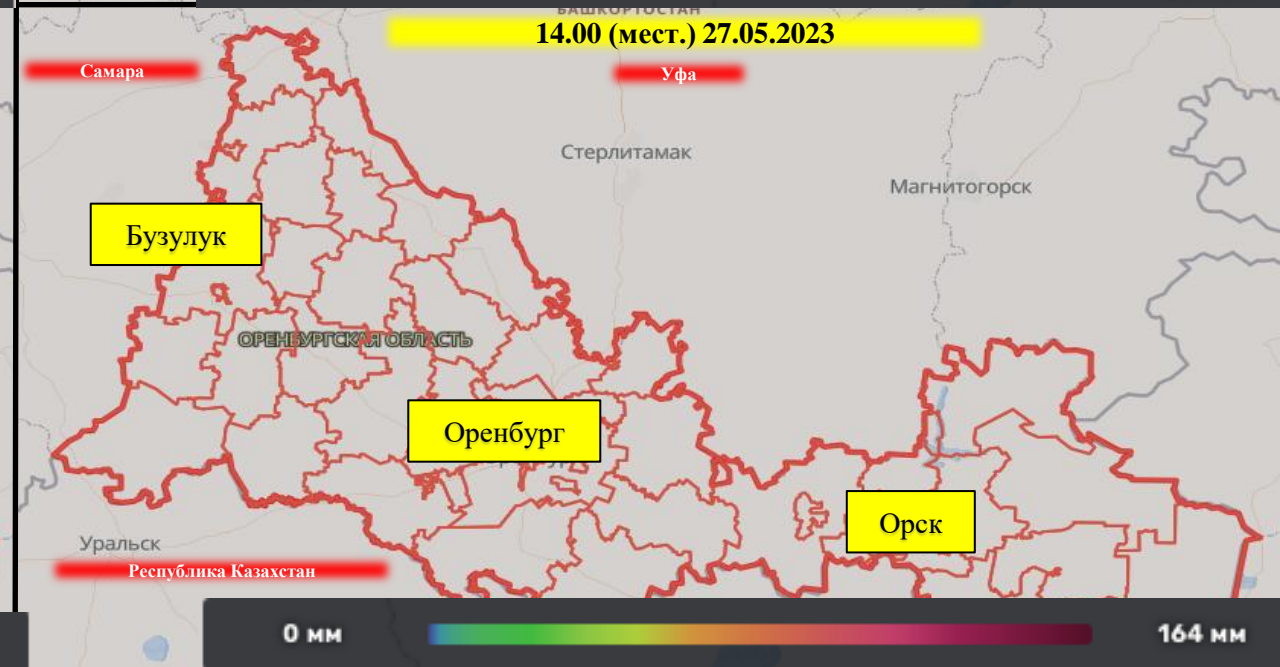 БАШКОРТОСТАН
14.00 (мест.) 27.05.2023
Самара
Уфа
Стерлитамак
Магнитогорск
Бузулук
ОРЕНБУРГСКАЯ ОБЛАСТЬ
Оренбург
Орск
Уральск
Республика Казахстан
0 мм
164 мм